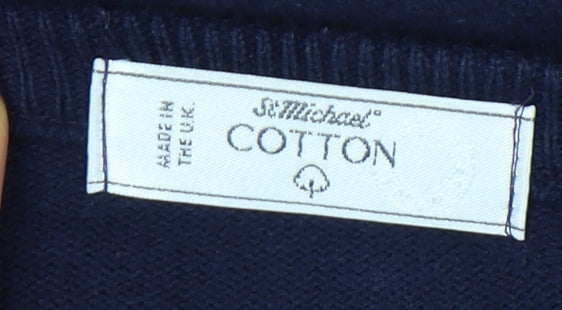 MADE IN
THE U.K.
St Michael®
COTTON